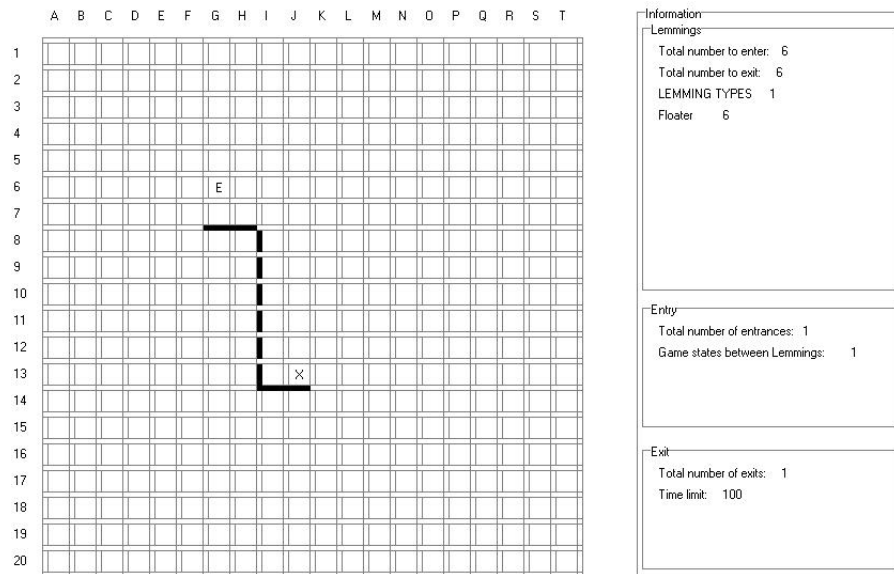 A B C D E F G H I J K L M N O P Q R S T
1
2
3
4
5
6 E
7
8
9
10
11
12
13 X
14
15
16
17
18
19
20
Information
Lemmings
Total number to enter: 6
Total number to exit: 6
LEMMING TYPES 1
Floater 6
Entry
Total number of entrances: 1
Game states between Lemmings: 1
Exit
Total number of exits: 1
Time limit: 100